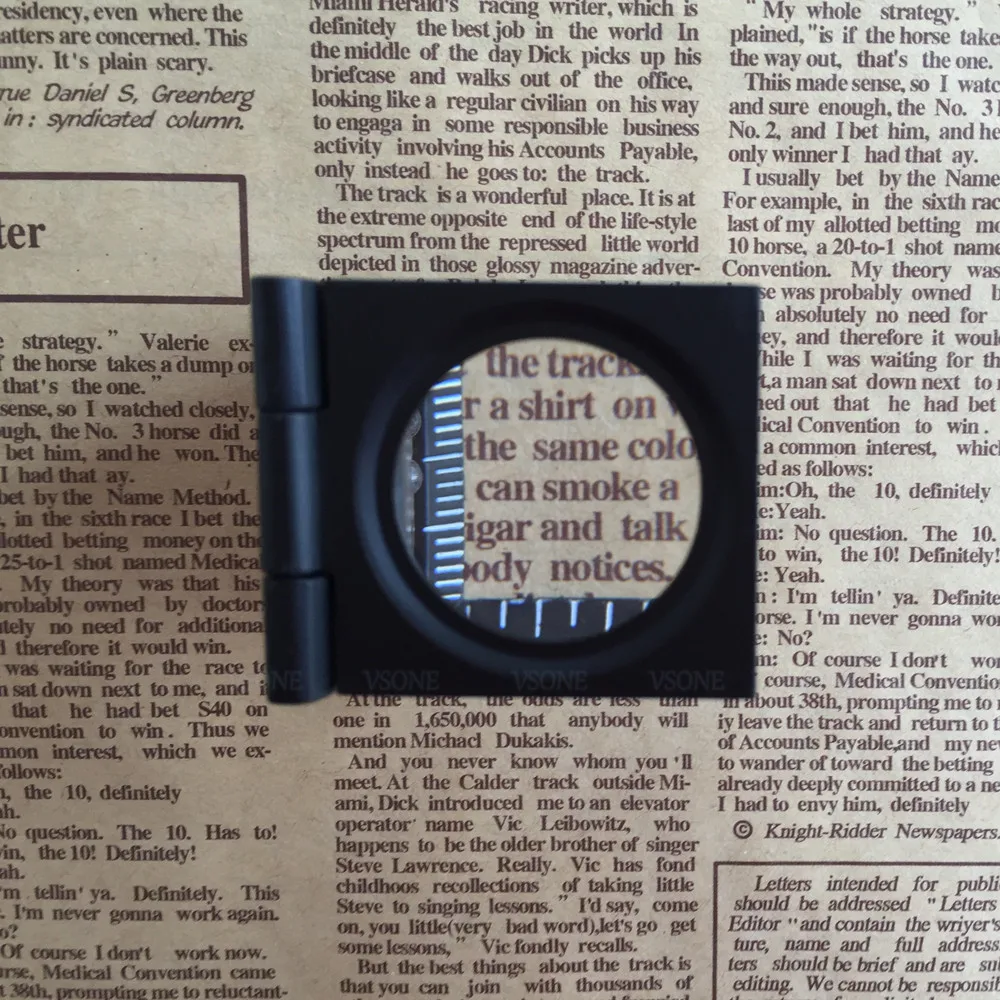 residency, even where the
atters are concerned. This
nny. It's plain scary.
rue Daniel S, Greenberg
in : syndicated column.
ter
strategy. ” Valerie ex-
the horse takes a dump on
that's the one. ”
sense, so I watched closely,
ugh, the No. 3 horse did a
bet him, and he won. The
I had that ay.
bet by the Name Method.
, in the sixth race I bet the
llotted betting money on the
25-to-1 shot named Medical
My theory was that his
probably owned by doctor
tely no need for additional
l therefore it would win.
was waiting for the race to
n sat down next to me, and
that he had bet S40 on
onvention to win. Thus we
mon interest, which we ex-
follows:
n, the 10, definitely
ah.
No question. The 10. Has to!
vin, the 10! Definitely!
ah.
'm tellin' ya. Definitely. This
. I'm never gonna work again.
o?
Of course I don't work now.
urse, Medical Convention came
t 38th, prompting me to reluctant-
Miami Herald's racing writer, which is
definitely the best job in the world In
the middle of the day Dick picks up his
briefcase and walks out of the office,
looking like a regular civilian on his way
to engaga in some responsible business
activity involving his Accounts Payable,
only instead he goes to: the track.
The track is a wonderful place. It is at
the extreme opposite end of the life-style
spectrum from the repressed little world
depicted in those glossy magazine adver-
the track
r a shirt on
the same colo
can smoke a
igar and talk
body notices.
VSONE VSONE VSONE
At the track, the odds are less than
one in 1,650,000 that anybody will
mention Michacl Dukakis.
And you never know whom you 'll
meet. At the Calder track outside Mi-
ami, Dick introduced me to an elevator
operator' name Vic Leibowitz, who
happens to be the older brother of singer
Steve Lawrence. Really. Vic has fond
childhoos recollections of taking little
Steve to singing lessons. “ I'd say, come
on, you little(very bad word),let's go get
some lessons, ” Vic fondly recalls.
But the best things about the track is
that you can join with thousands of
" My whole strategy. "
plained, "is if the horse take
the way out, that's the one.
This made sense, so I watc
and sure enough, the No. 3
No. 2, and I bet him, and he
only winner I had that ay.
I usually bet by the Name
For example, in the sixth rac
last of my allotted betting mo
10 horse, a 20-to-1 shot name
Convention. My theory was
se was probably owned b
absolutely no need for
ey, and therefore it would
hile I was waiting for th
t,a man sat down next to
ned out that he had bet
ical Convention to win .
a common interest, which
ed as follows:
im:Oh, the 10, definitely
e:Yeah.
im: No question. The 10.
to win, the 10! Definitely!
e: Yeah.
n : I'm tellin' ya. Definite
orse. I'm never gonna wor
e: No?
m: Of course I don't wor
course, Medical Conventio
in about 38th, prompting me to
iy leave the track and return to t
of Accounts Payable,and my new
to wander of toward the betting
already deeply committed to a ne
I had to envy him, definitely
© Knight-Ridder Newspapers.
Letters intended for publi
should be addressed “ Letters
Editor “ and contain the wriyer's
ture, name and full address
ters should be brief and are sub
editing. We cannot be responsib